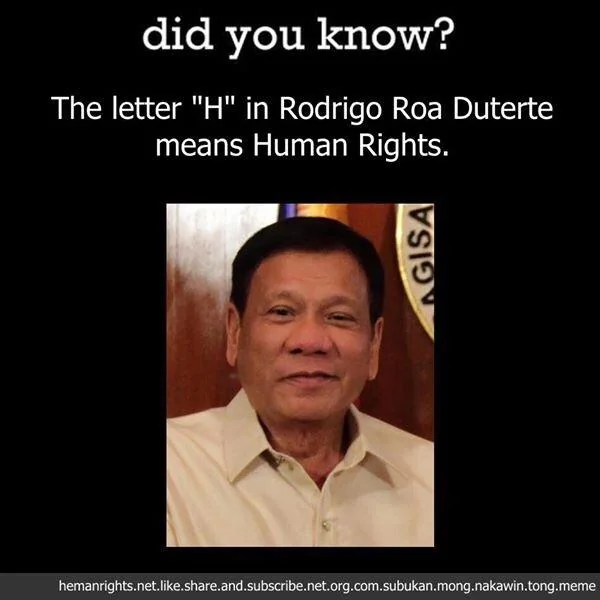 did you know?
The letter "H" in Rodrigo Roa Duterte
means Human Rights.
AGISA
hemanrights.net.like.share.and.subscribe.net.org.com.subukan.mong.nakawin.tong.meme